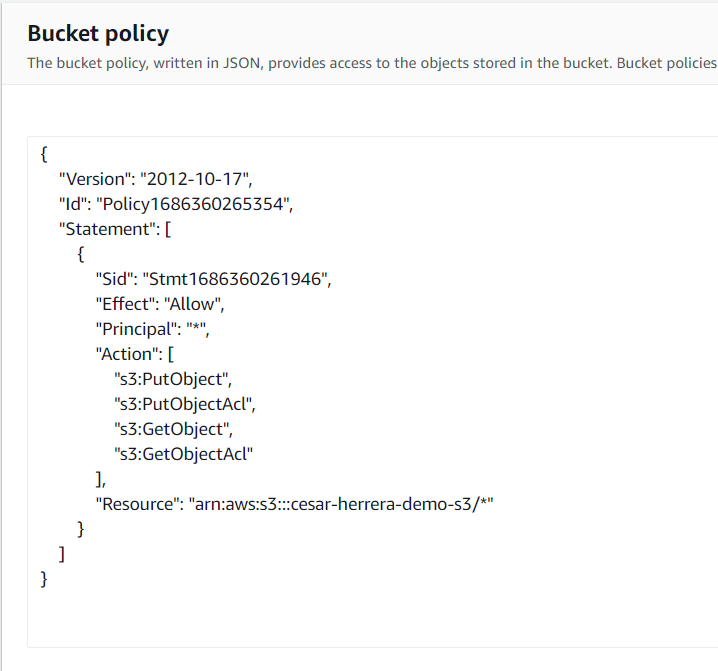 Bucket policy
The bucket policy, written in JSON, provides access to the objects stored in the bucket. Bucket policies
{
"Version": "2012-10-17",
"Id": "Policy1686360265354",
"Statement": [
{
"Sid": "Stmt1686360261946",
"Effect": "Allow",
"Principal": "*",
"Action": [
"s3:PutObject",
"s3:PutObjectAcl",
"s3:GetObject",
"s3:GetObjectAcl"
],
"Resource": "arn:aws:s3:::cesar-herrera-demo-s3/*"
}
]
}